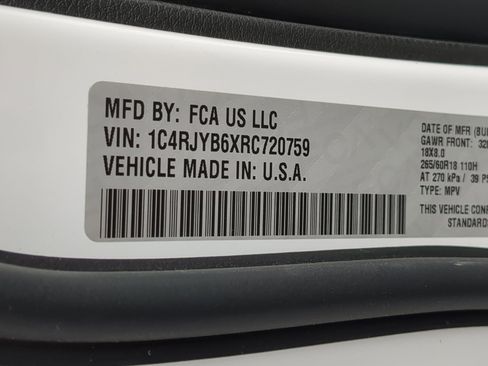 MFD BY: FCA US LLC
VIN: 1C4RJYB6XRC720759
VEHICLE MADE IN: U.S.A.
DATE OF MFR
GAWR FRONT:
18X8.0
265/60R18 110H
AT 270 kPa / 39
TYPE: MPV
THIS VEHICLE